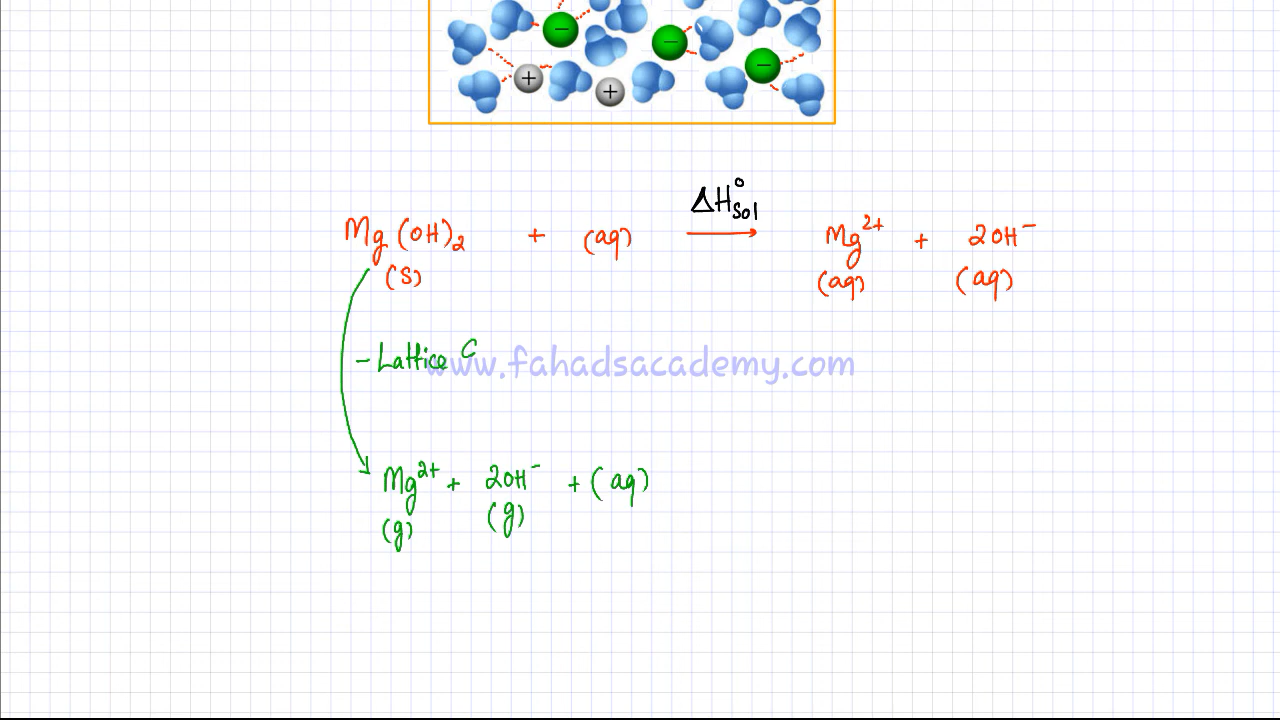 − − −
+ +
ΔH°sol
Mg(OH)₂ + (aq) → Mg²⁺ + 2OH⁻
(s) (aq) (aq)
−Lattice
www.fahadsacademy.com
Mg²⁺ + 2OH⁻ + (aq)
(g) (g)